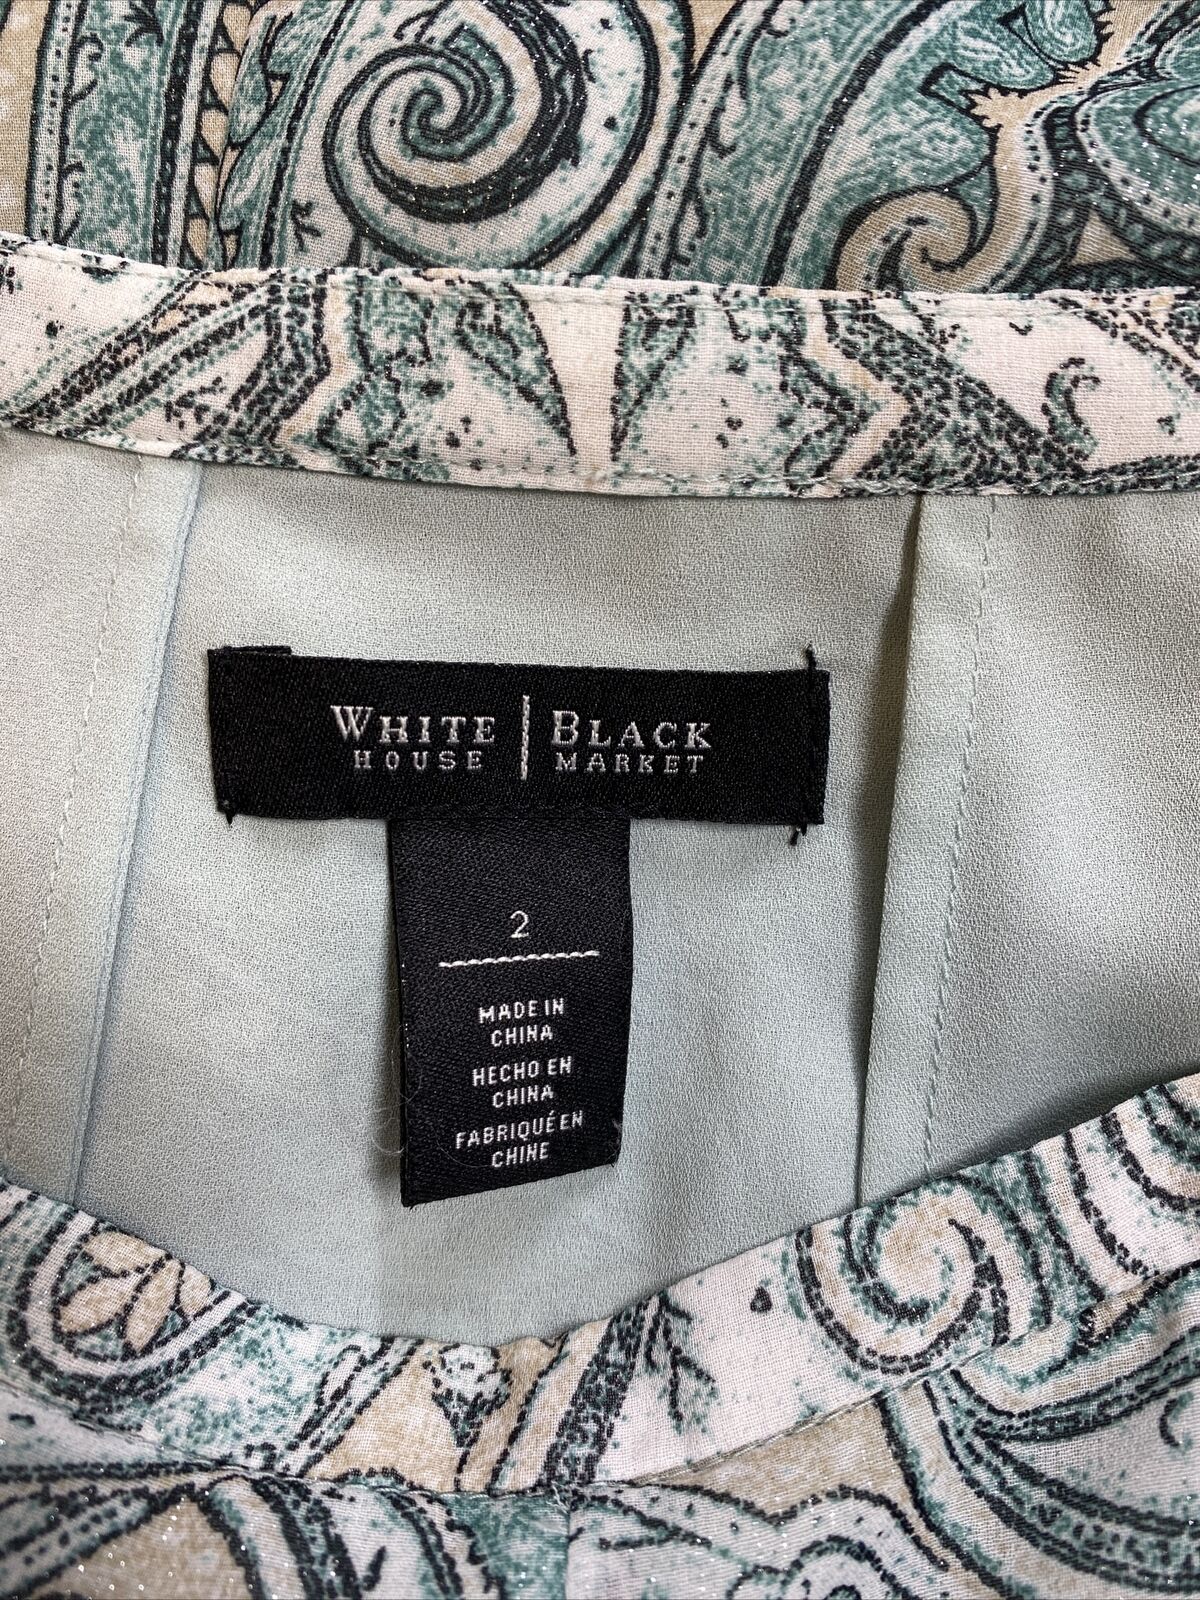 WHITE | BLACK
HOUSE MARKET
2
MADE IN
CHINA
HECHO EN
CHINA
FABRIQUÉ EN
CHINE